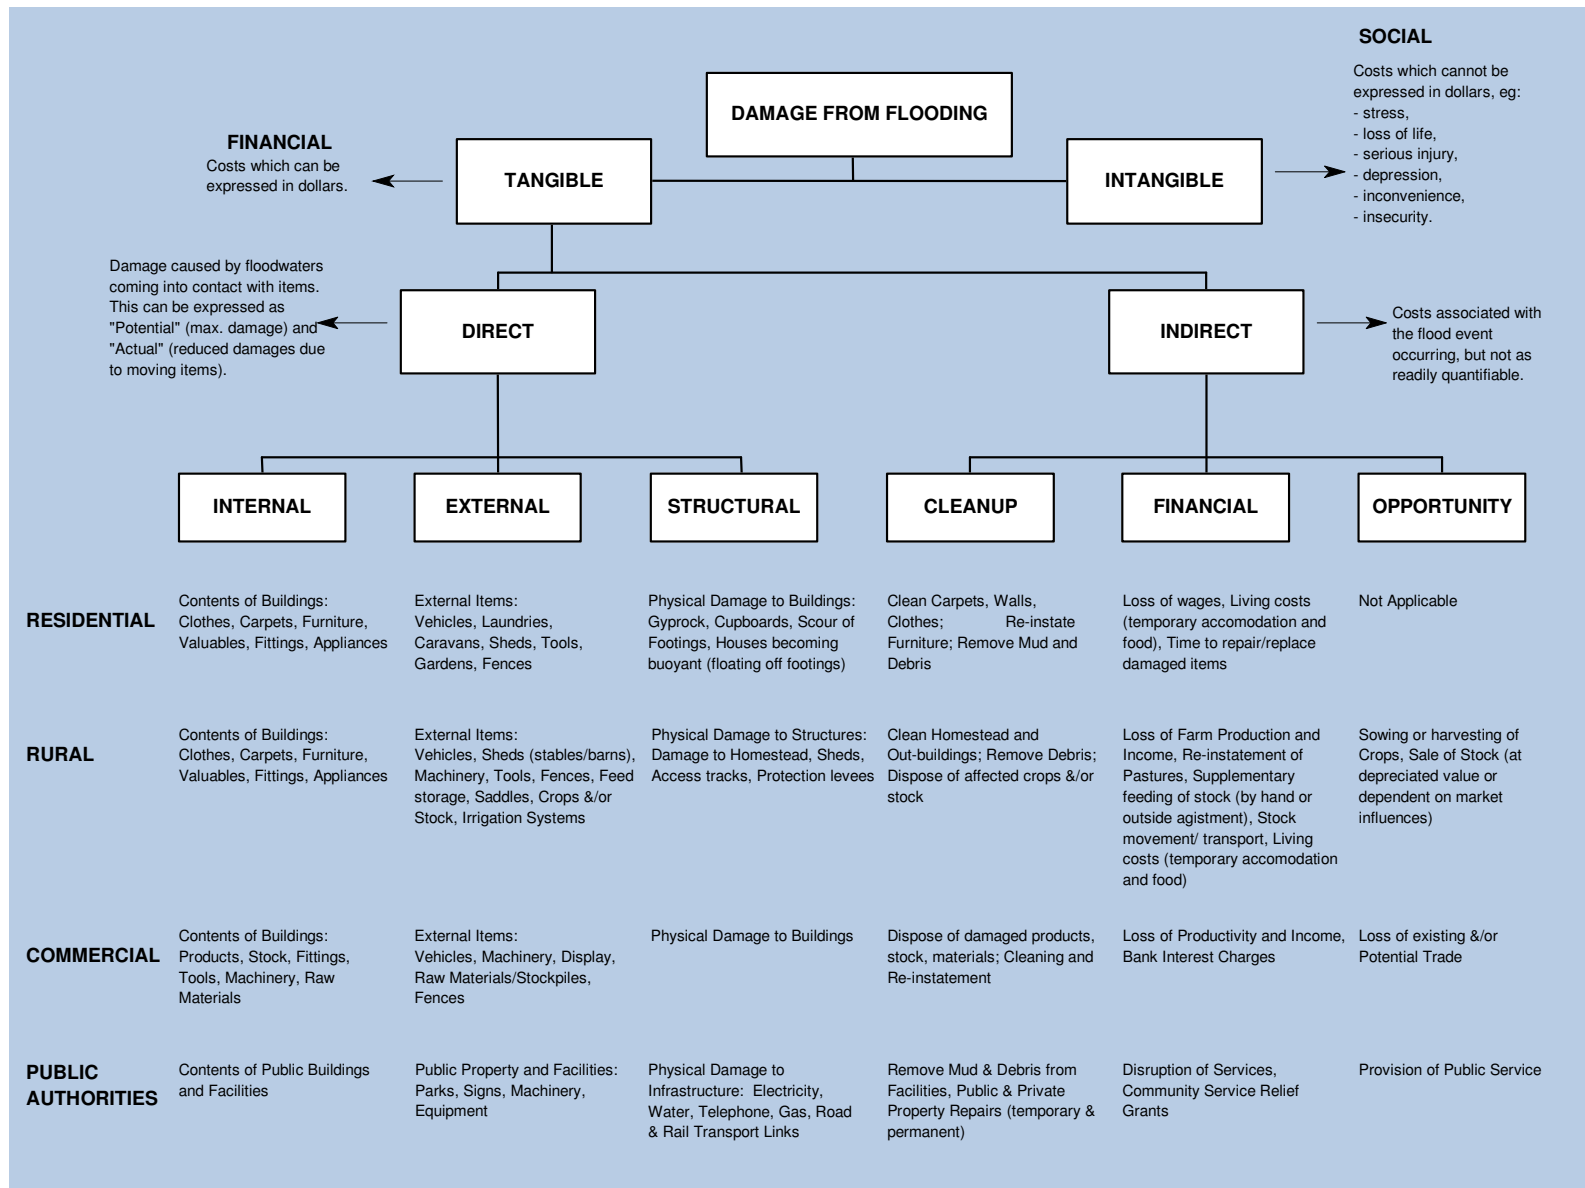 SOCIAL
Costs which cannot be
expressed in dollars, eg:
- stress,
- loss of life,
- serious injury,
- depression,
- inconvenience,
- insecurity.
DAMAGE FROM FLOODING
FINANCIAL
Costs which can be
expressed in dollars.
TANGIBLE
INTANGIBLE
Damage caused by floodwaters
coming into contact with items.
This can be expressed as
"Potential" (max. damage) and
"Actual" (reduced damages due
to moving items).
DIRECT
INDIRECT
Costs associated with
the flood event
occurring, but not as
readily quantifiable.
INTERNAL
EXTERNAL
STRUCTURAL
CLEANUP
FINANCIAL
OPPORTUNITY
RESIDENTIAL
Contents of Buildings:
Clothes, Carpets, Furniture,
Valuables, Fittings, Appliances
External Items:
Vehicles, Laundries,
Caravans, Sheds, Tools,
Gardens, Fences
Physical Damage to Buildings:
Gyprock, Cupboards, Scour of
Footings, Houses becoming
buoyant (floating off footings)
Clean Carpets, Walls,
Clothes; Re-instate
Furniture; Remove Mud and
Debris
Loss of wages, Living costs
(temporary accomodation and
food), Time to repair/replace
damaged items
Not Applicable
RURAL
Contents of Buildings:
Clothes, Carpets, Furniture,
Valuables, Fittings, Appliances
External Items:
Vehicles, Sheds (stables/barns),
Machinery, Tools, Fences, Feed
storage, Saddles, Crops &/or
Stock, Irrigation Systems
Physical Damage to Structures:
Damage to Homestead, Sheds,
Access tracks, Protection levees
Clean Homestead and
Out-buildings; Remove Debris;
Dispose of affected crops &/or
stock
Loss of Farm Production and
Income, Re-instatement of
Pastures, Supplementary
feeding of stock (by hand or
outside agistment), Stock
movement/ transport, Living
costs (temporary accomodation
and food)
Sowing or harvesting of
Crops, Sale of Stock (at
depreciated value or
dependent on market
influences)
COMMERCIAL
Contents of Buildings:
Products, Stock, Fittings,
Tools, Machinery, Raw
Materials
External Items:
Vehicles, Machinery, Display,
Raw Materials/Stockpiles,
Fences
Physical Damage to Buildings
Dispose of damaged products,
stock, materials; Cleaning and
Re-instatement
Loss of Productivity and Income,
Bank Interest Charges
Loss of existing &/or
Potential Trade
PUBLIC
AUTHORITIES
Contents of Public Buildings
and Facilities
Public Property and Facilities:
Parks, Signs, Machinery,
Equipment
Physical Damage to
Infrastructure: Electricity,
Water, Telephone, Gas, Road
& Rail Transport Links
Remove Mud & Debris from
Facilities, Public & Private
Property Repairs (temporary &
permanent)
Disruption of Services,
Community Service Relief
Grants
Provision of Public Service